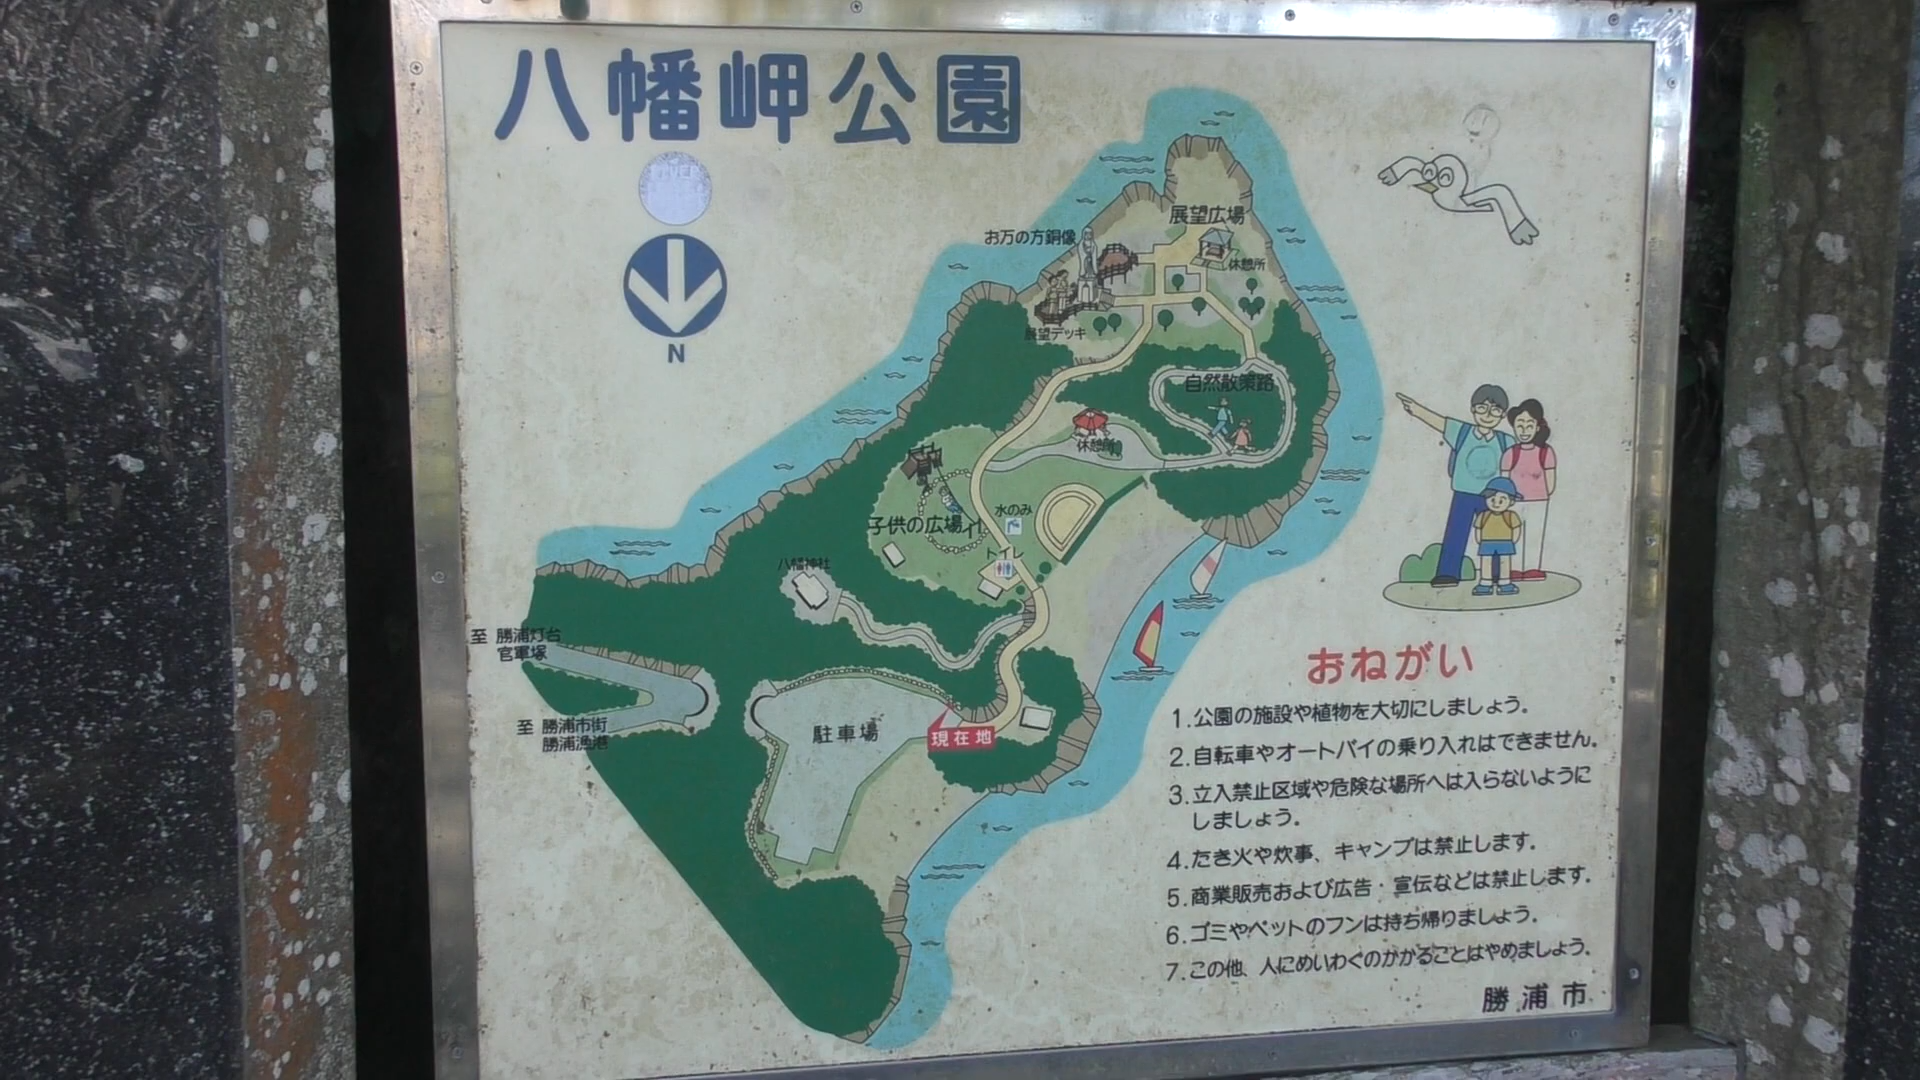 八幡岬公園
N
展望広場
お万の方銅像
休憩所
展望デッキ
自然散策路
休憩所
水のみ
子供の広場
トイレ
八幡神社
至 勝浦灯台
官軍塚
至 勝浦市街
勝浦漁港
駐車場
現在地
おねがい
1.公園の施設や植物を大切にしましょう。
2.自転車やオートバイの乗り入れはできません。
3.立入禁止区域や危険な場所へは入らないように
しましょう。
4.たき火や炊事、キャンプは禁止します。
5.商業販売および広告・宣伝などは禁止します。
6.ゴミやペットのフンは持ち帰りましょう。
7.この他、人にめいわくのかかることはやめましょう。
勝浦市